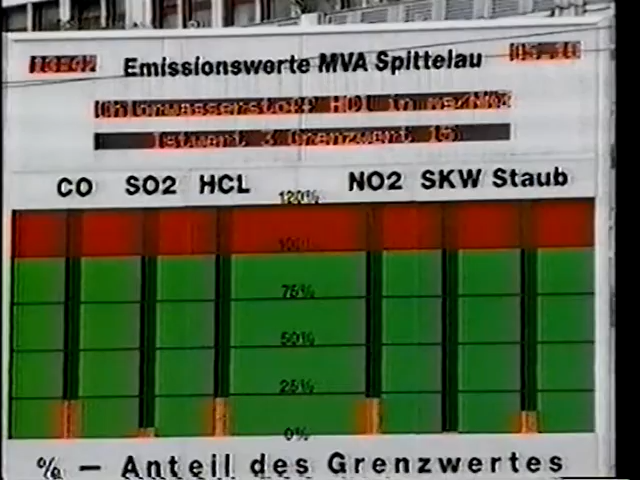 Emissionswerte MVA Spittelau
Chlorwasserstoff HCL in mg/Nm3
Istwert 3 Grenzwert 15
CO SO2 HCL NO2 SKW Staub
120%
100%
75%
50%
25%
0%
% – Anteil des Grenzwertes